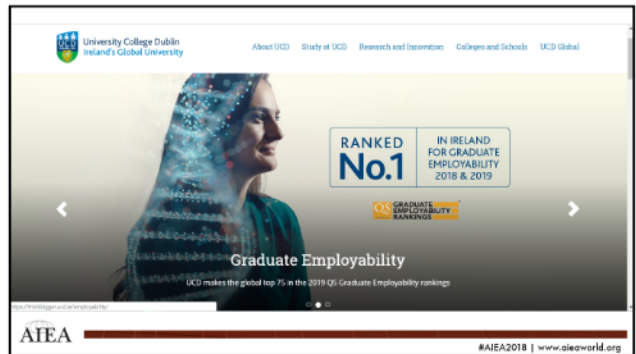 University College Dublin
Ireland's Global University
About UCD Study at UCD Research and Innovation Colleges and Schools UCD Global
RANKED
No.1
IN IRELAND
FOR GRADUATE
EMPLOYABILITY
2018 & 2019
QS GRADUATE
EMPLOYABILITY
RANKINGS
Graduate Employability
UCD makes the global top 75 in the 2019 QS Graduate Employability rankings
AIEA
#AIEA2018 | www.aieaworld.org